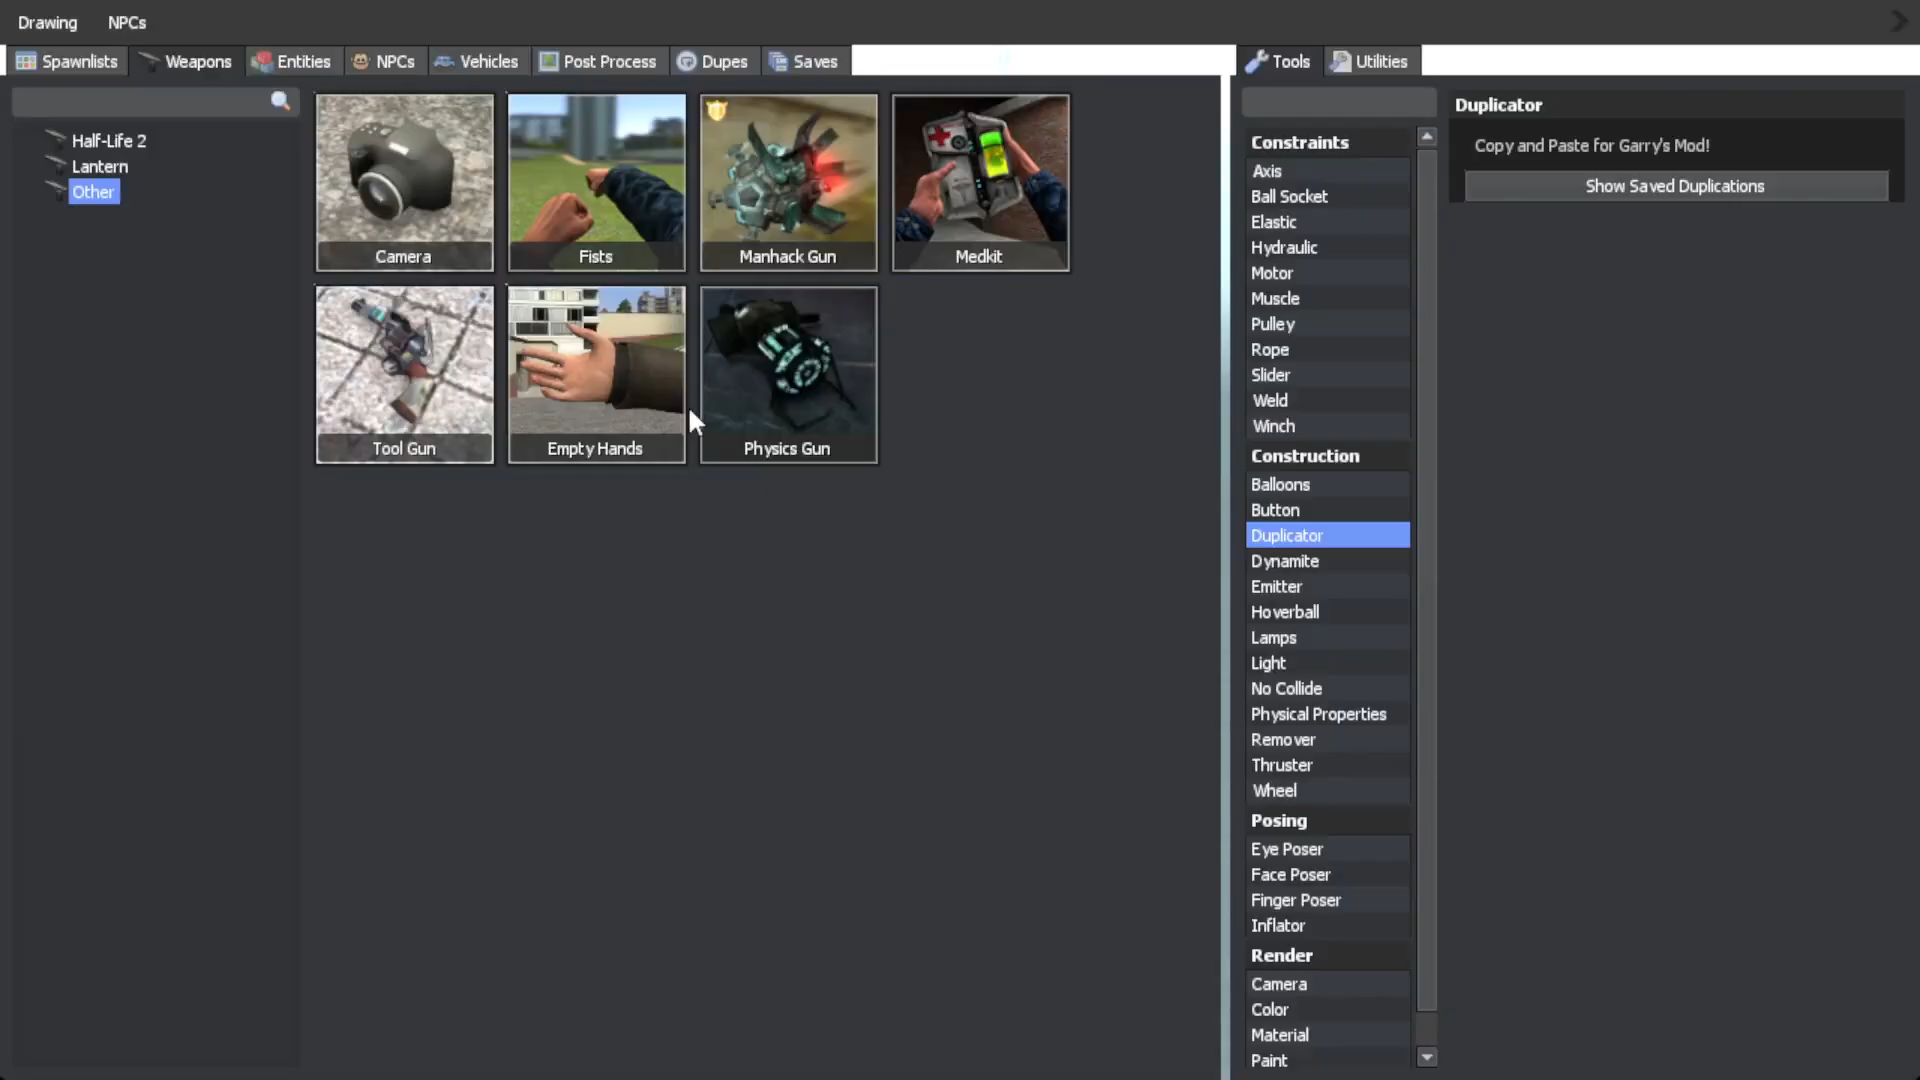 Drawing NPCs
Spawnlists Weapons Entities NPCs Vehicles Post Process Dupes Saves
Half-Life 2
Lantern
Other
Camera Fists Manhack Gun Medkit
Tool Gun Empty Hands Physics Gun
Tools Utilities
Constraints
Axis
Ball Socket
Elastic
Hydraulic
Motor
Muscle
Pulley
Rope
Slider
Weld
Winch
Construction
Balloons
Button
Duplicator
Dynamite
Emitter
Hoverball
Lamps
Light
No Collide
Physical Properties
Remover
Thruster
Wheel
Posing
Eye Poser
Face Poser
Finger Poser
Inflator
Render
Camera
Color
Material
Paint
Duplicator
Copy and Paste for Garry's Mod!
Show Saved Duplications